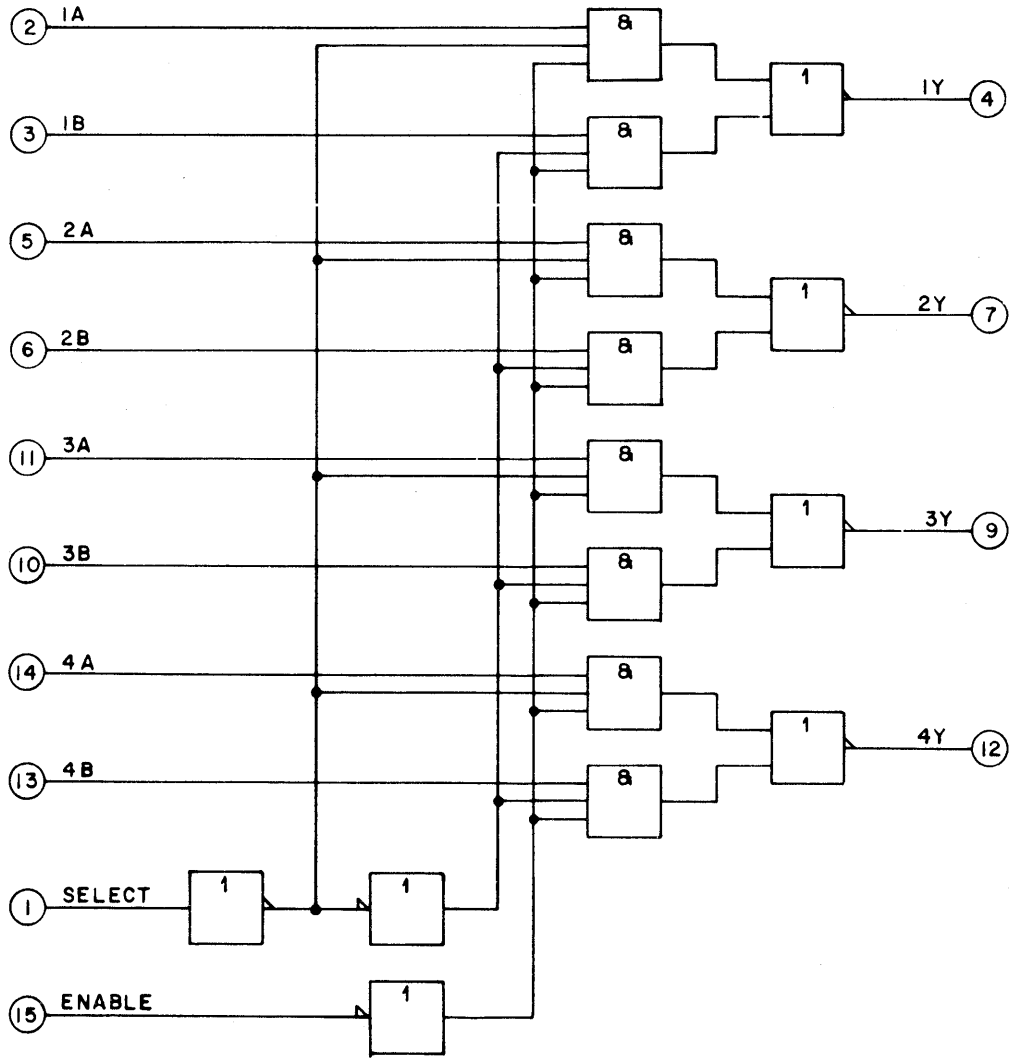 2 1A &
1 1Y 4
3 1B &
5 2A &
1 2Y 7
6 2B &
11 3A &
1 3Y 9
10 3B &
14 4A &
1 4Y 12
13 4B &
1 SELECT 1 1
15 ENABLE 1